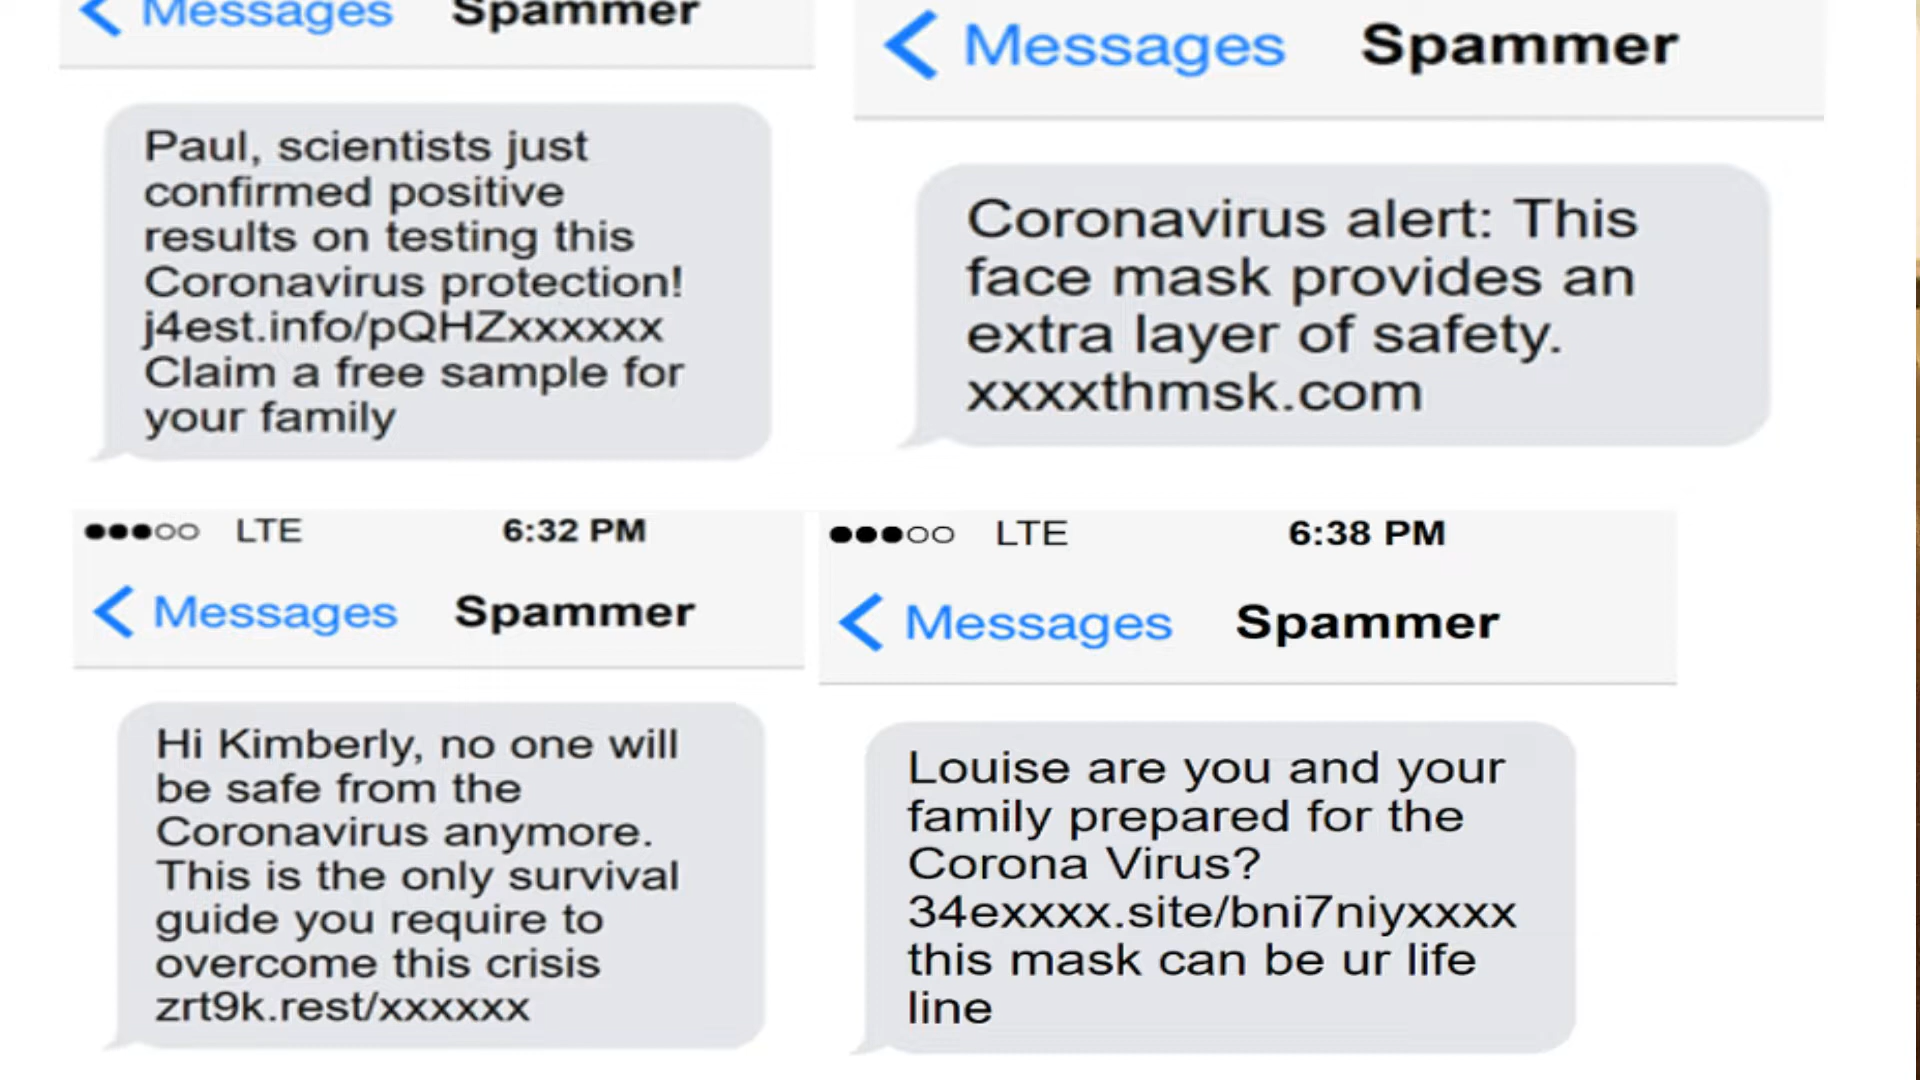 Messages Spammer
Paul, scientists just
confirmed positive
results on testing this
Coronavirus protection!
j4est.info/pQHZxxxxxx
Claim a free sample for
your family
Messages Spammer
Coronavirus alert: This
face mask provides an
extra layer of safety.
xxxxthmsk.com
LTE 6:32 PM
Messages Spammer
Hi Kimberly, no one will
be safe from the
Coronavirus anymore.
This is the only survival
guide you require to
overcome this crisis
zrt9k.rest/xxxxxx
LTE 6:38 PM
Messages Spammer
Louise are you and your
family prepared for the
Corona Virus?
34exxxx.site/bni7niyxxxx
this mask can be ur life
line